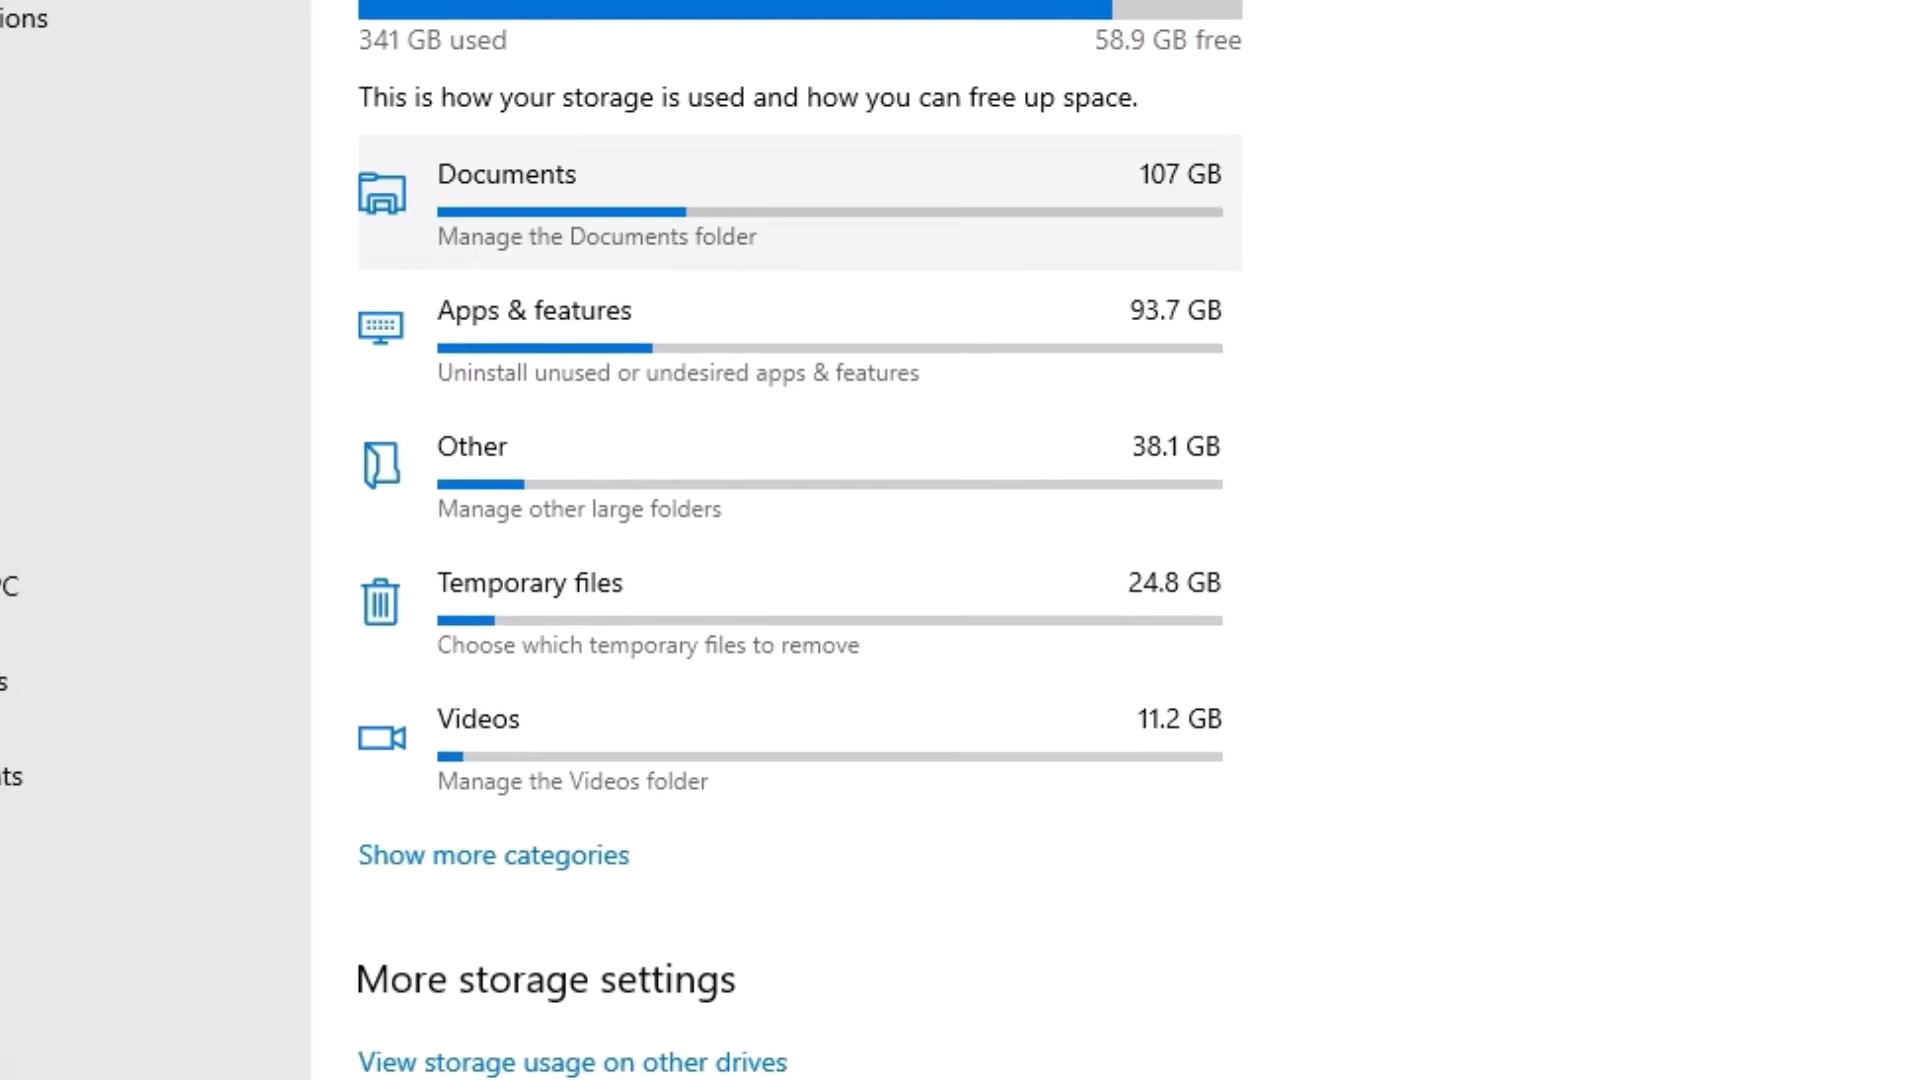 341 GB used
58.9 GB free
This is how your storage is used and how you can free up space.
Documents
107 GB
Manage the Documents folder
Apps & features
93.7 GB
Uninstall unused or undesired apps & features
Other
38.1 GB
Manage other large folders
Temporary files
24.8 GB
Choose which temporary files to remove
Videos
11.2 GB
Manage the Videos folder
Show more categories
More storage settings
View storage usage on other drives